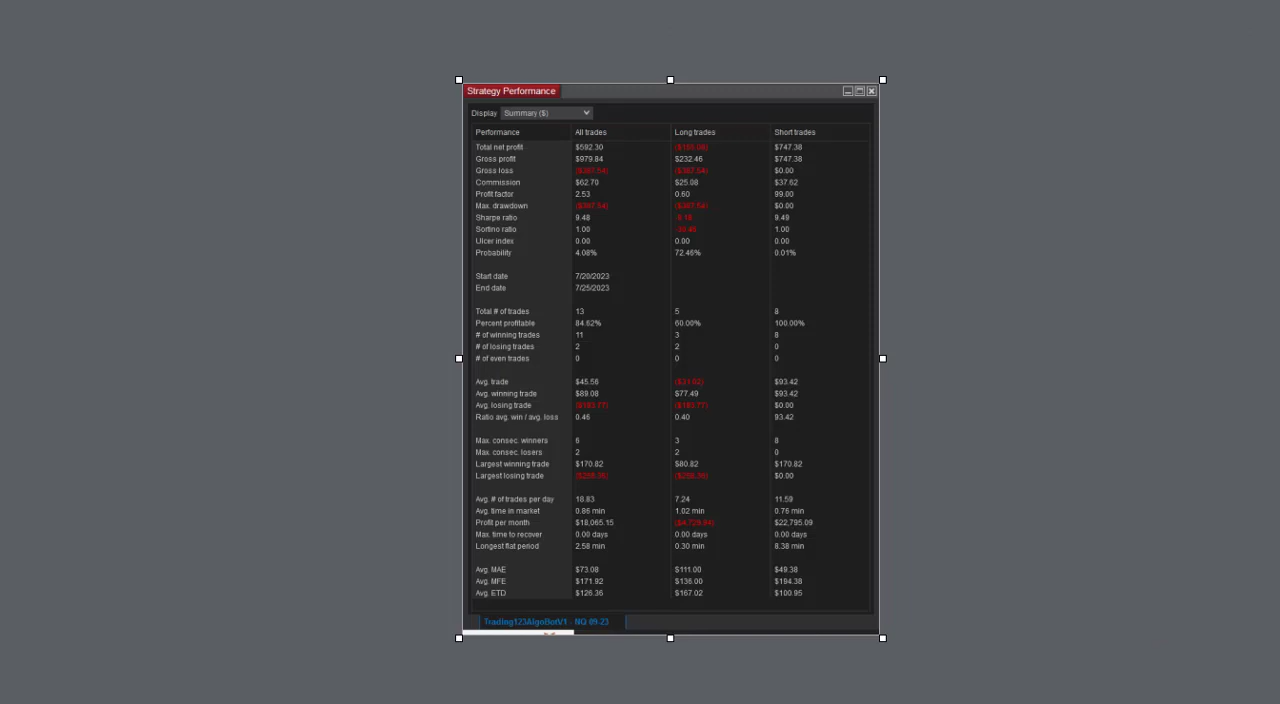 Strategy Performance
Display Summary ($)
Performance All trades Long trades Short trades
Total net profit $592.30 ($155.08) $747.38
Gross profit $979.84 $232.46 $747.38
Gross loss ($387.54) ($387.54) $0.00
Commission $62.70 $25.08 $37.62
Profit factor 2.53 0.60 99.00
Max. drawdown ($387.54) ($387.54) $0.00
Sharpe ratio 9.48 9.49
Sortino ratio 1.00 1.00
Ulcer index 0.00 0.00 0.00
Probability 4.08% 72.46% 0.01%
Start date 7/20/2023
End date 7/25/2023
Total # of trades 13 5 8
Percent profitable 84.62% 60.00% 100.00%
# of winning trades 11 3 8
# of losing trades 2 2 0
# of even trades 0 0 0
Avg. trade $45.56 ($31.02) $93.42
Avg. winning trade $89.08 $77.49 $93.42
Avg. losing trade ($193.77) ($193.77) $0.00
Ratio avg. win / avg. loss 0.46 0.40 93.42
Max. consec. winners 6 3 8
Max. consec. losers 2 2 0
Largest winning trade $170.82 $80.82 $170.82
Largest losing trade $0.00
Avg. # of trades per day 18.83 7.24 11.59
Avg. time in market 0.86 min 1.02 min 0.76 min
Profit per month $18,065.15 ($4,729.94) $22,795.09
Max. time to recover 0.00 days 0.00 days 0.00 days
Longest flat period 2.58 min 0.30 min 8.38 min
Avg. MAE $73.08 $111.00 $49.38
Avg. MFE $171.92 $136.00 $194.38
Avg. ETD $126.36 $167.02 $100.95
Trading123AlgoBotV1 - NQ 09-23